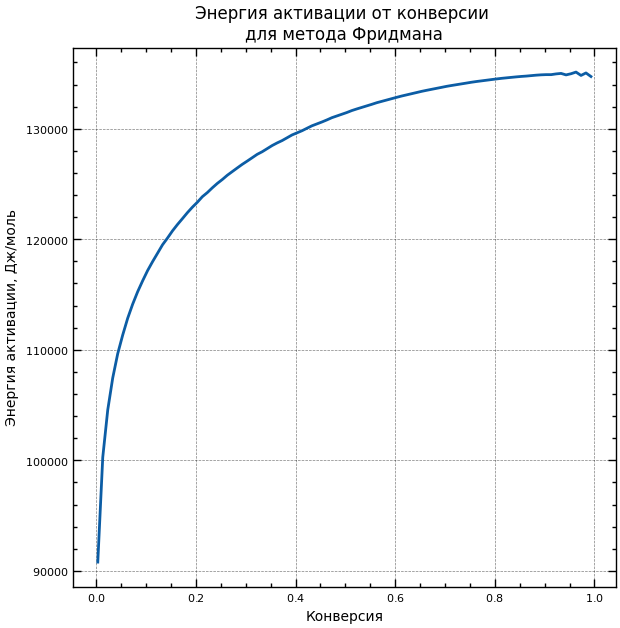 Энергия активации от конверсии
для метода Фридмана
Энергия активации, Дж/моль
130000
120000
110000
100000
90000
0.0 0.2 0.4 0.6 0.8 1.0
Конверсия